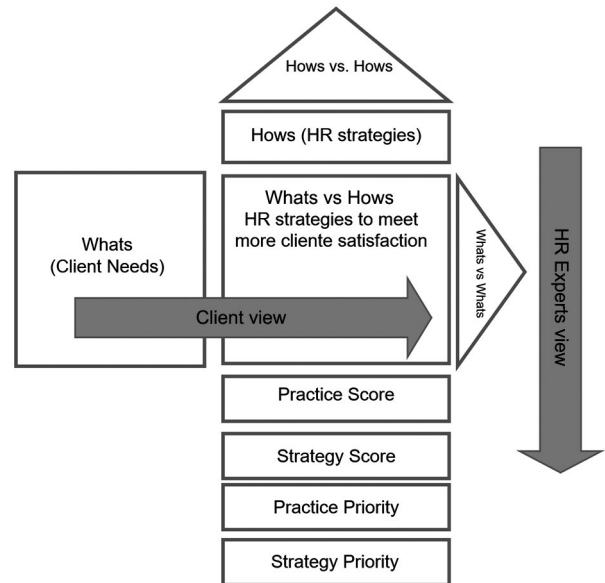 Hows vs. Hows
Hows (HR strategies)
Whats
(Client Needs)
Whats vs Hows
HR strategies to meet
more cliente satisfaction
Whats vs Whats
HR Experts view
Client view
Practice Score
Strategy Score
Practice Priority
Strategy Priority